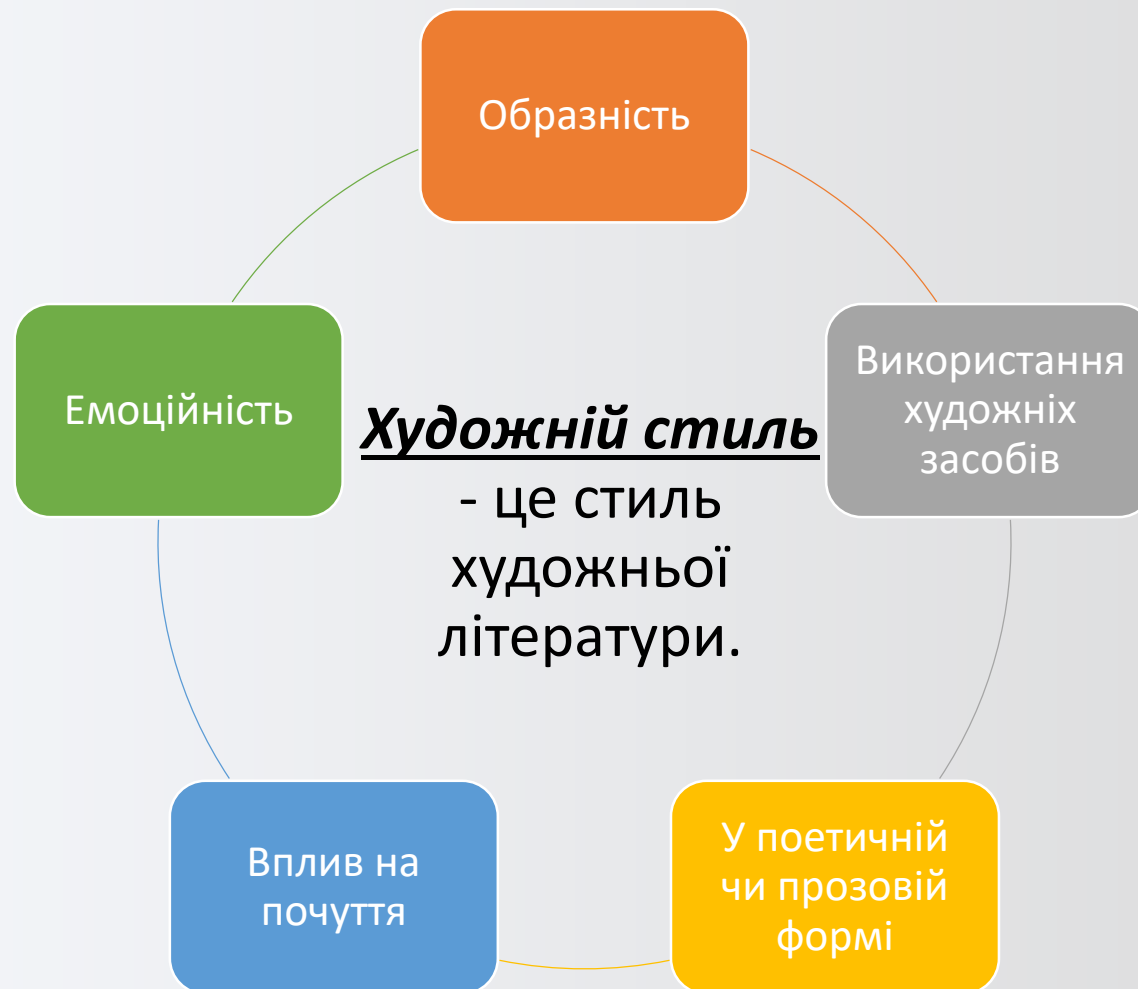 Образність
Використання
художніх
засобів
Емоційність
Художній стиль
- це стиль
художньої
літератури.
У поетичній
чи прозовій
формі
Вплив на
почуття